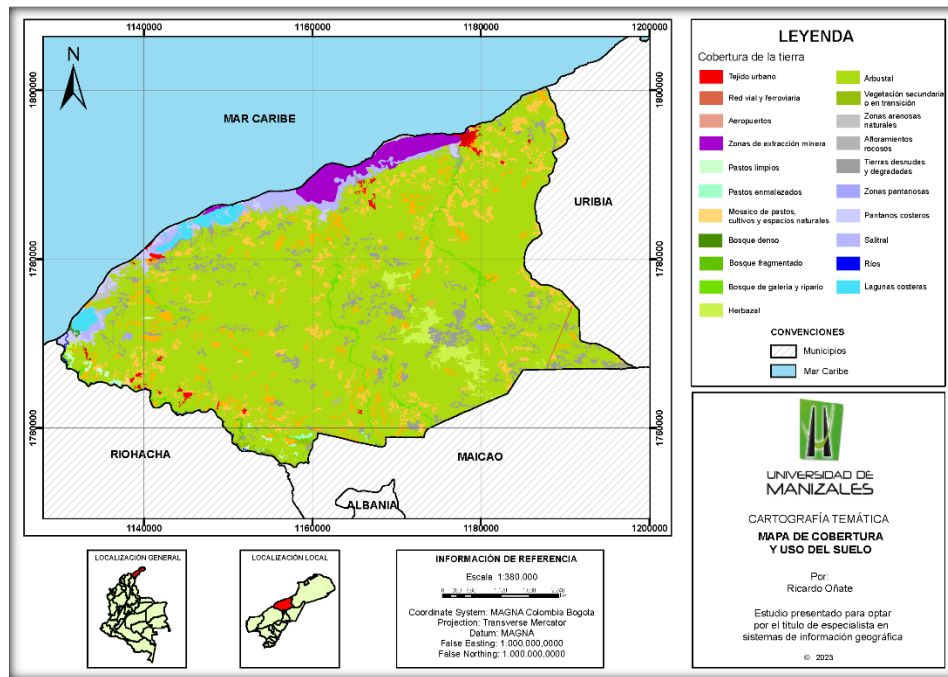 1140000
1160000
1180000
1200000
N
1800000
1800000
MAR CARIBE
URIBIA
1780000
1780000
1760000
1760000
RIOHACHA
MAICAO
ALBANIA
1140000
1160000
1180000
1200000
LEYENDA
Cobertura de la tierra
Tejido urbano
Red vial y ferroviaria
Aeropuertos
Zonas de extracción minera
Pastos limpios
Pastos enmalezados
Mosaico de pastos,
cultivos y espacios naturales
Bosque denso
Bosque fragmentado
Bosque de galería y ripario
Herbazal
Arbustal
Vegetación secundaria
o en transición
Zonas arenosas
naturales
Afloramientos
rocosos
Tierras desnudas
y degradadas
Zonas pantanosas
Pantanos costeros
Salitral
Ríos
Lagunas costeras
CONVENCIONES
Municipios
Mar Caribe
UNIVERSIDAD DE
MANIZALES
CARTOGRAFÍA TEMÁTICA
MAPA DE COBERTURA
Y USO DEL SUELO
Por:
Ricardo Oñate
Estudio presentado para optar
por el título de especialista en
sistemas de información geográfica
© 2023
LOCALIZACIÓN GENERAL
LOCALIZACIÓN LOCAL
INFORMACIÓN DE REFERENCIA
Escala 1:380.000
Coordinate System: MAGNA Colombia Bogota
Projection: Transverse Mercator
Datum: MAGNA
False Easting: 1.000.000,0000
False Northing: 1.000.000,0000